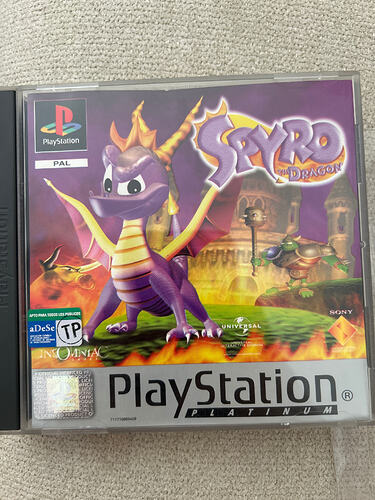 PlayStation
PAL
SPYRO
THE DRAGON
APTO PARA TODOS LOS PUBLICOS
aDeSe
TP
UNIVERSAL
SONY
INSOMNIAC
PlayStation®
PLATINUM
PlayStation